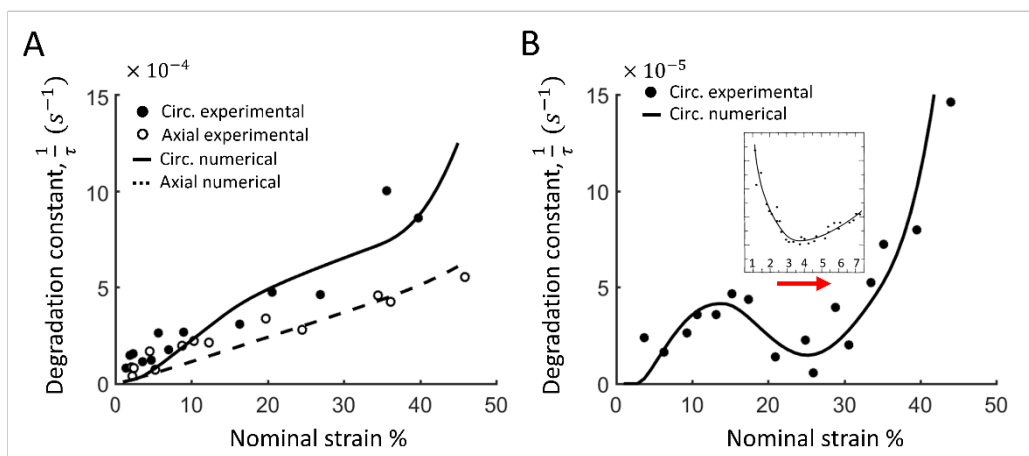 A
× 10⁻⁴
Degradation constant, 1/τ (s⁻¹)
15
10
5
0
Circ. experimental
Axial experimental
Circ. numerical
Axial numerical
0 10 20 30 40 50
Nominal strain %
B
× 10⁻⁵
Degradation constant, 1/τ (s⁻¹)
15
10
5
0
Circ. experimental
Circ. numerical
1 2 3 4 5 6 7
0 10 20 30 40 50
Nominal strain %